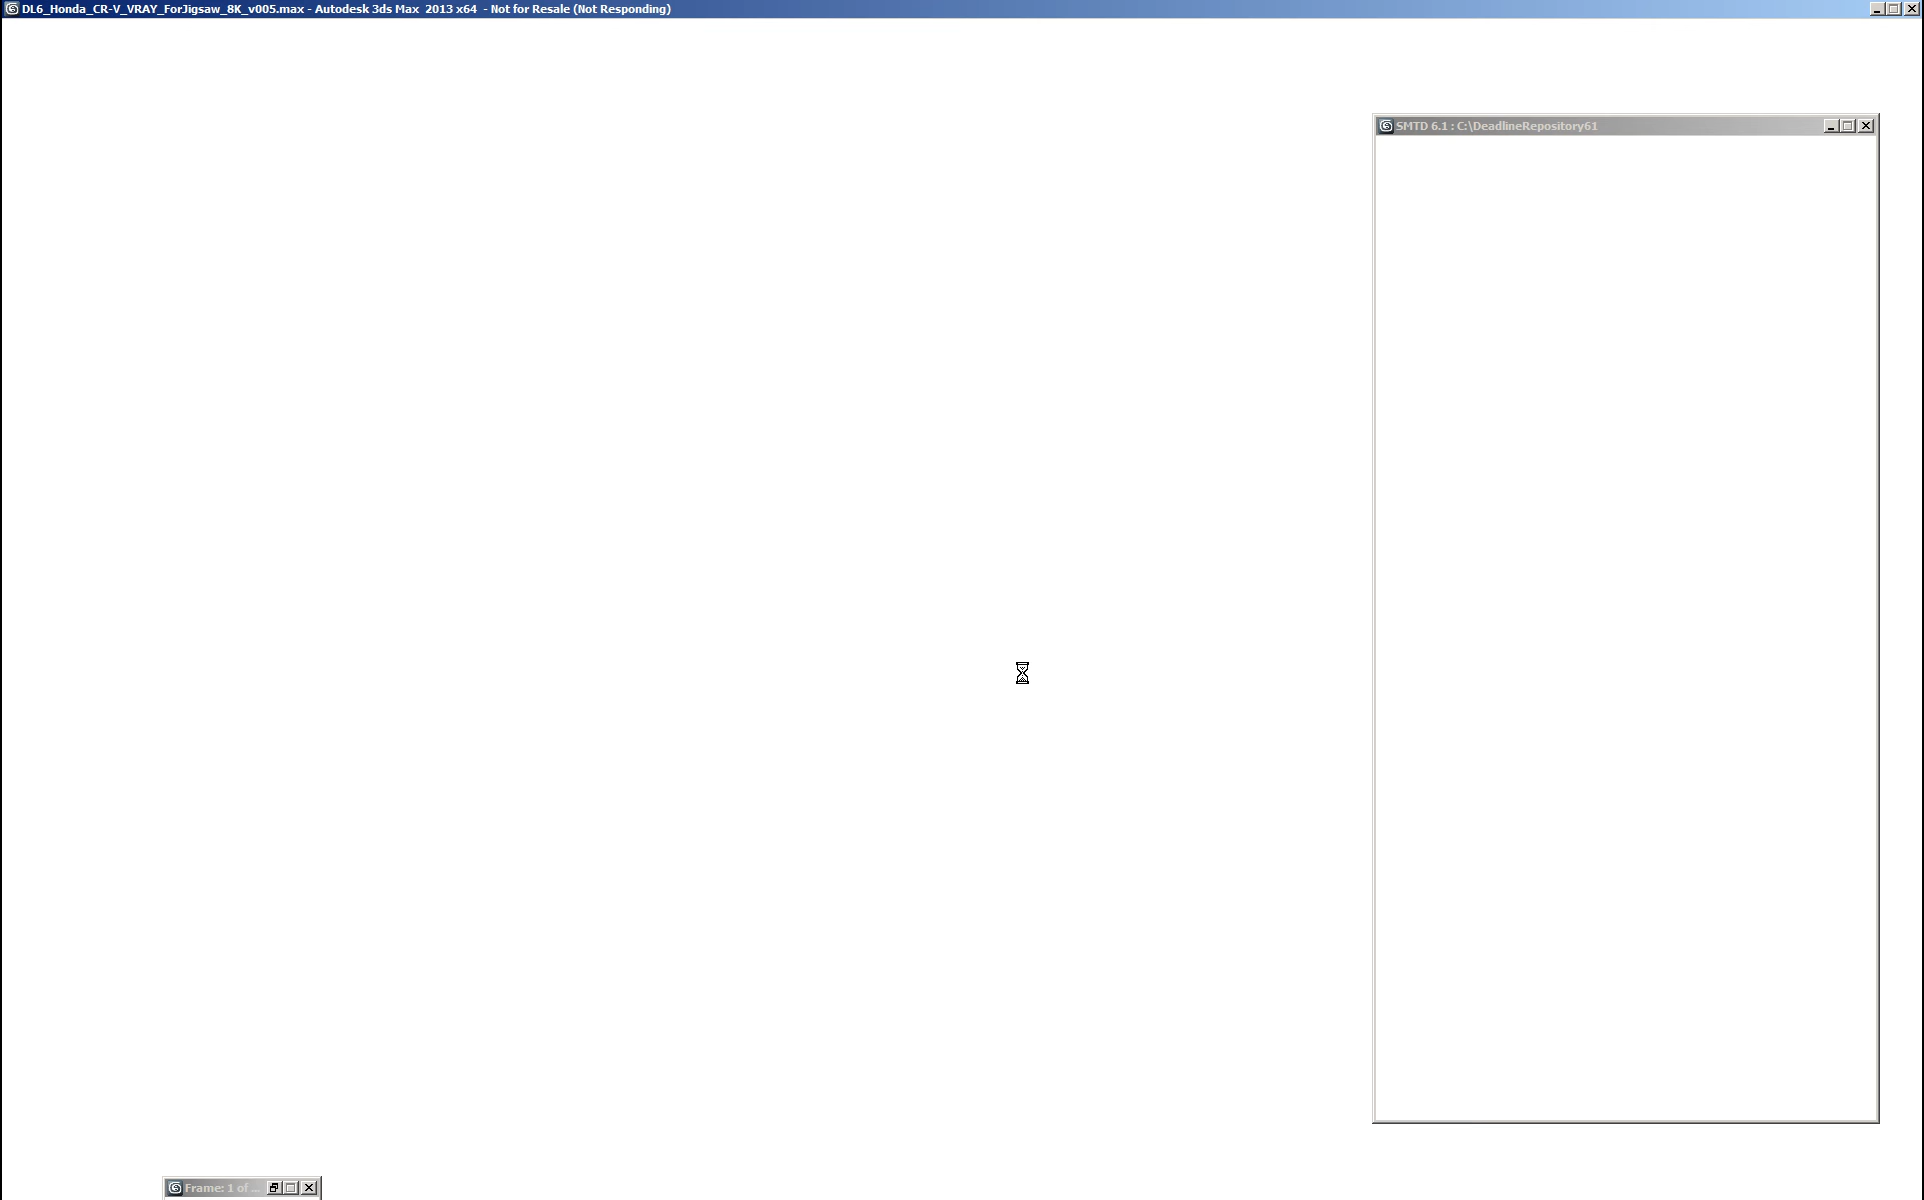 DL6_Honda_CR-V_VRAY_ForJigsaw_8K_v005.max - Autodesk 3ds Max  2013 x64  - Not for Resale (Not Responding)
SMTD 6.1 : C:\DeadlineRepository61
Frame: 1 of ...